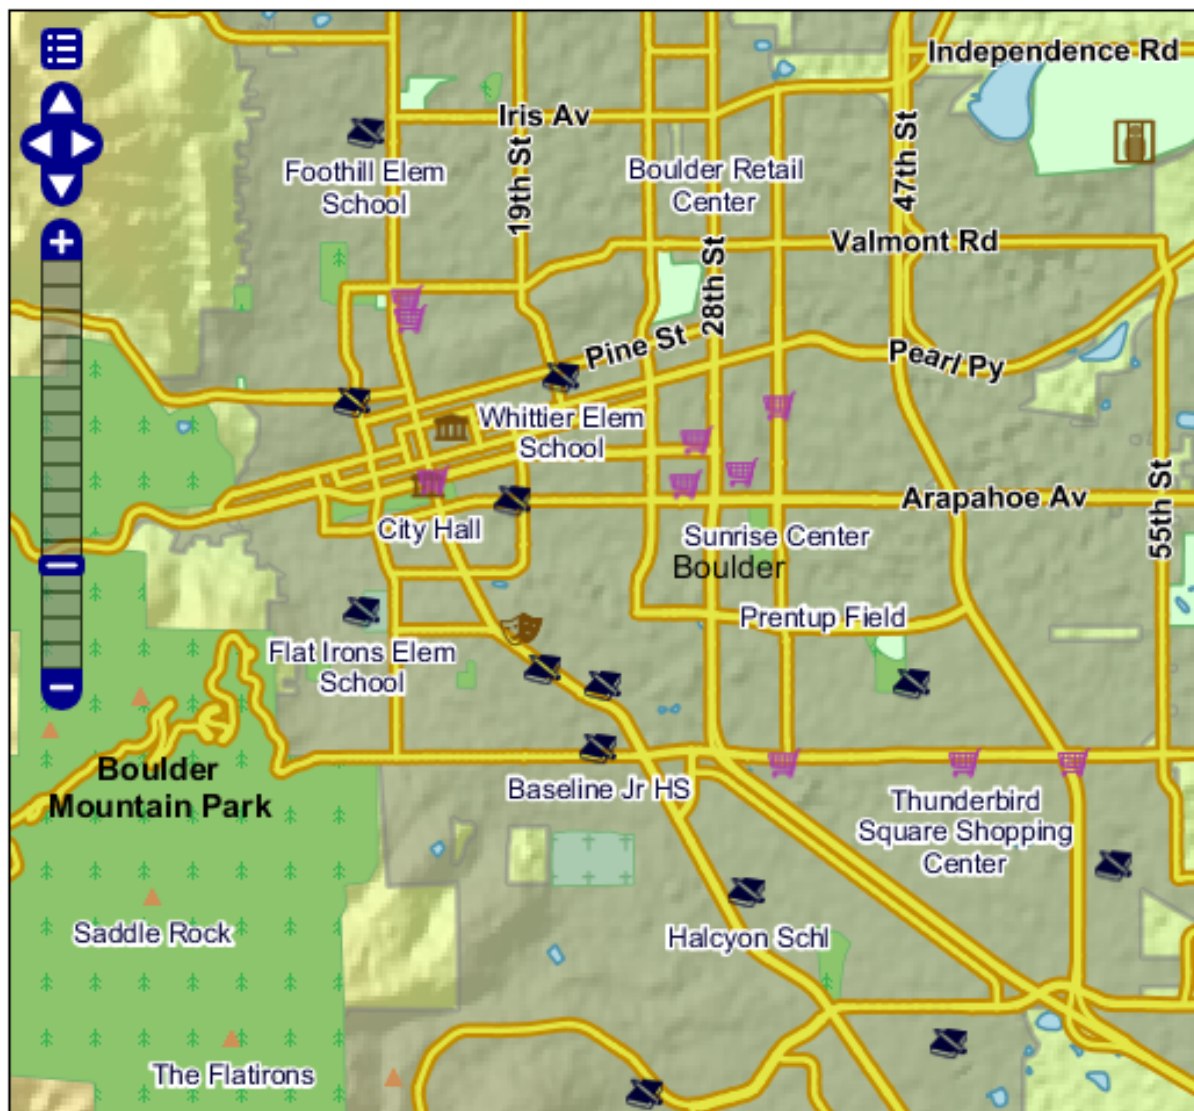 Independence Rd
Iris Av
Foothill Elem
School
19th St
Boulder Retail
Center
47th St
Valmont Rd
28th St
Pine St
Pearl Py
Whittier Elem
School
Arapahoe Av
55th St
City Hall
Sunrise Center
Boulder
Prentup Field
Flat Irons Elem
School
Boulder
Mountain Park
Baseline Jr HS
Thunderbird
Square Shopping
Center
Saddle Rock
Halcyon Schl
The Flatirons